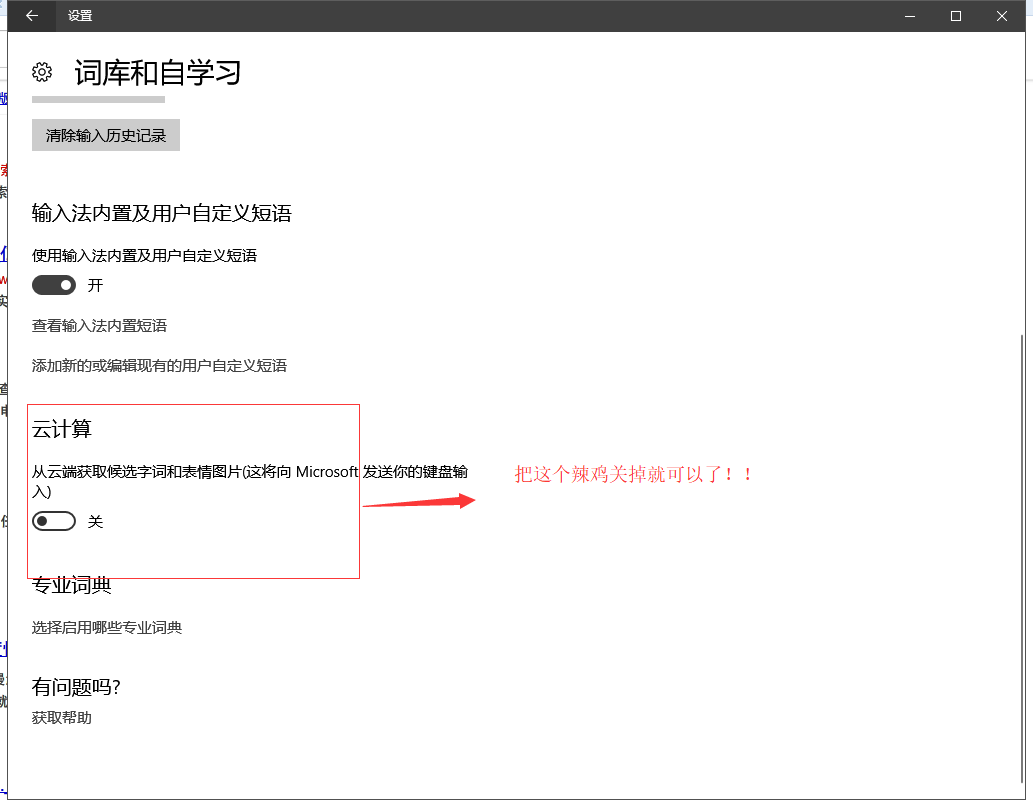 设置
词库和自学习
清除输入历史记录
输入法内置及用户自定义短语
使用输入法内置及用户自定义短语
开
查看输入法内置短语
添加新的或编辑现有的用户自定义短语
云计算
从云端获取候选字词和表情图片(这将向 Microsoft 发送你的键盘输
入)
关
把这个辣鸡关掉就可以了！！
专业词典
选择启用哪些专业词典
有问题吗?
获取帮助